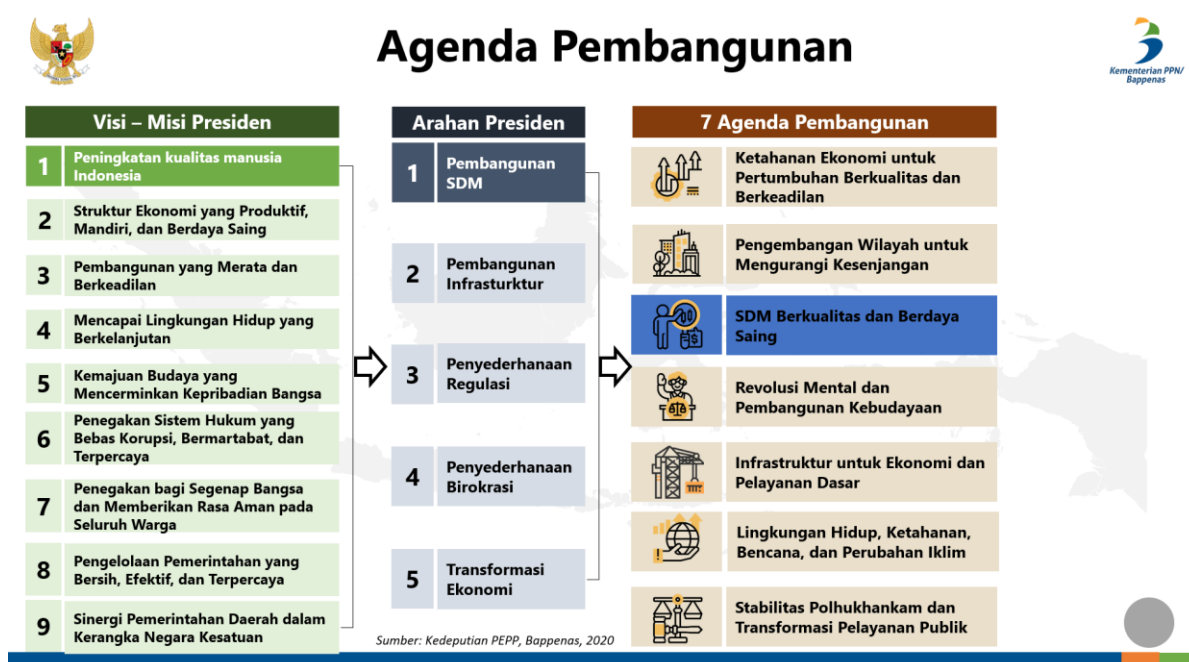 Agenda Pembangunan
Kementerian PPN/
Bappenas
Visi – Misi Presiden
1
Peningkatan kualitas manusia
Indonesia
2
Struktur Ekonomi yang Produktif,
Mandiri, dan Berdaya Saing
3
Pembangunan yang Merata dan
Berkeadilan
4
Mencapai Lingkungan Hidup yang
Berkelanjutan
5
Kemajuan Budaya yang
Mencerminkan Kepribadian Bangsa
6
Penegakan Sistem Hukum yang
Bebas Korupsi, Bermartabat, dan
Terpercaya
7
Penegakan bagi Segenap Bangsa
dan Memberikan Rasa Aman pada
Seluruh Warga
8
Pengelolaan Pemerintahan yang
Bersih, Efektif, dan Terpercaya
9
Sinergi Pemerintahan Daerah dalam
Kerangka Negara Kesatuan
Arahan Presiden
1
Pembangunan
SDM
2
Pembangunan
Infrasturktur
3
Penyederhanaan
Regulasi
4
Penyederhanaan
Birokrasi
5
Transformasi
Ekonomi
Sumber: Kedeputian PEPP, Bappenas, 2020
7 Agenda Pembangunan
Ketahanan Ekonomi untuk
Pertumbuhan Berkualitas dan
Berkeadilan
Pengembangan Wilayah untuk
Mengurangi Kesenjangan
SDM Berkualitas dan Berdaya
Saing
Revolusi Mental dan
Pembangunan Kebudayaan
Infrastruktur untuk Ekonomi dan
Pelayanan Dasar
Lingkungan Hidup, Ketahanan,
Bencana, dan Perubahan Iklim
Stabilitas Polhukhankam dan
Transformasi Pelayanan Publik